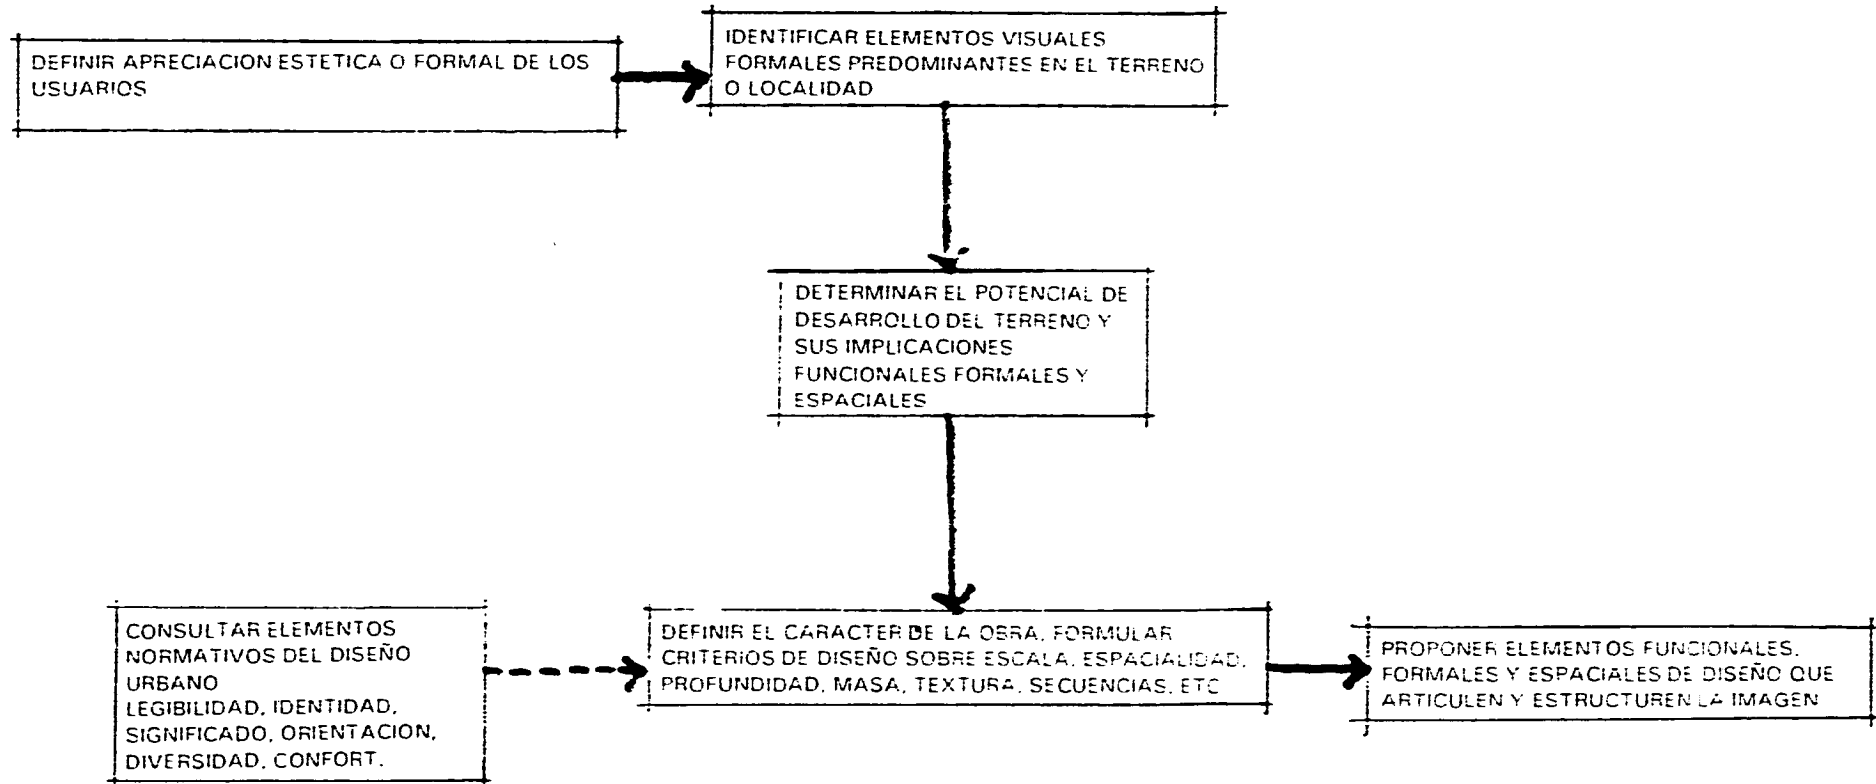 DEFINIR APRECIACION ESTETICA O FORMAL DE LOS
USUARIOS
IDENTIFICAR ELEMENTOS VISUALES
FORMALES PREDOMINANTES EN EL TERRENO
O LOCALIDAD
DETERMINAR EL POTENCIAL DE
DESARROLLO DEL TERRENO Y
SUS IMPLICACIONES
FUNCIONALES FORMALES Y
ESPACIALES
CONSULTAR ELEMENTOS
NORMATIVOS DEL DISEÑO
URBANO
LEGIBILIDAD, IDENTIDAD,
SIGNIFICADO, ORIENTACION,
DIVERSIDAD, CONFORT.
DEFINIR EL CARACTER DE LA OBRA, FORMULAR
CRITERIOS DE DISEÑO SOBRE ESCALA, ESPACIALIDAD,
PROFUNDIDAD, MASA, TEXTURA, SECUENCIAS, ETC
PROPONER ELEMENTOS FUNCIONALES,
FORMALES Y ESPACIALES DE DISEÑO QUE
ARTICULEN Y ESTRUCTUREN LA IMAGEN